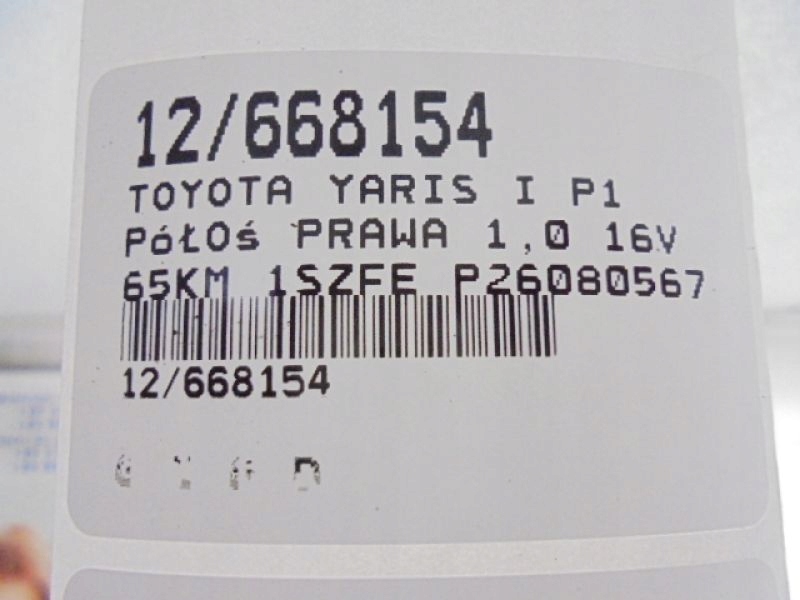 12/668154
TOYOTA YARIS I P1
PÓŁOŚ PRAWA 1,0 16V
65KM 1SZFE P26080567
12/668154